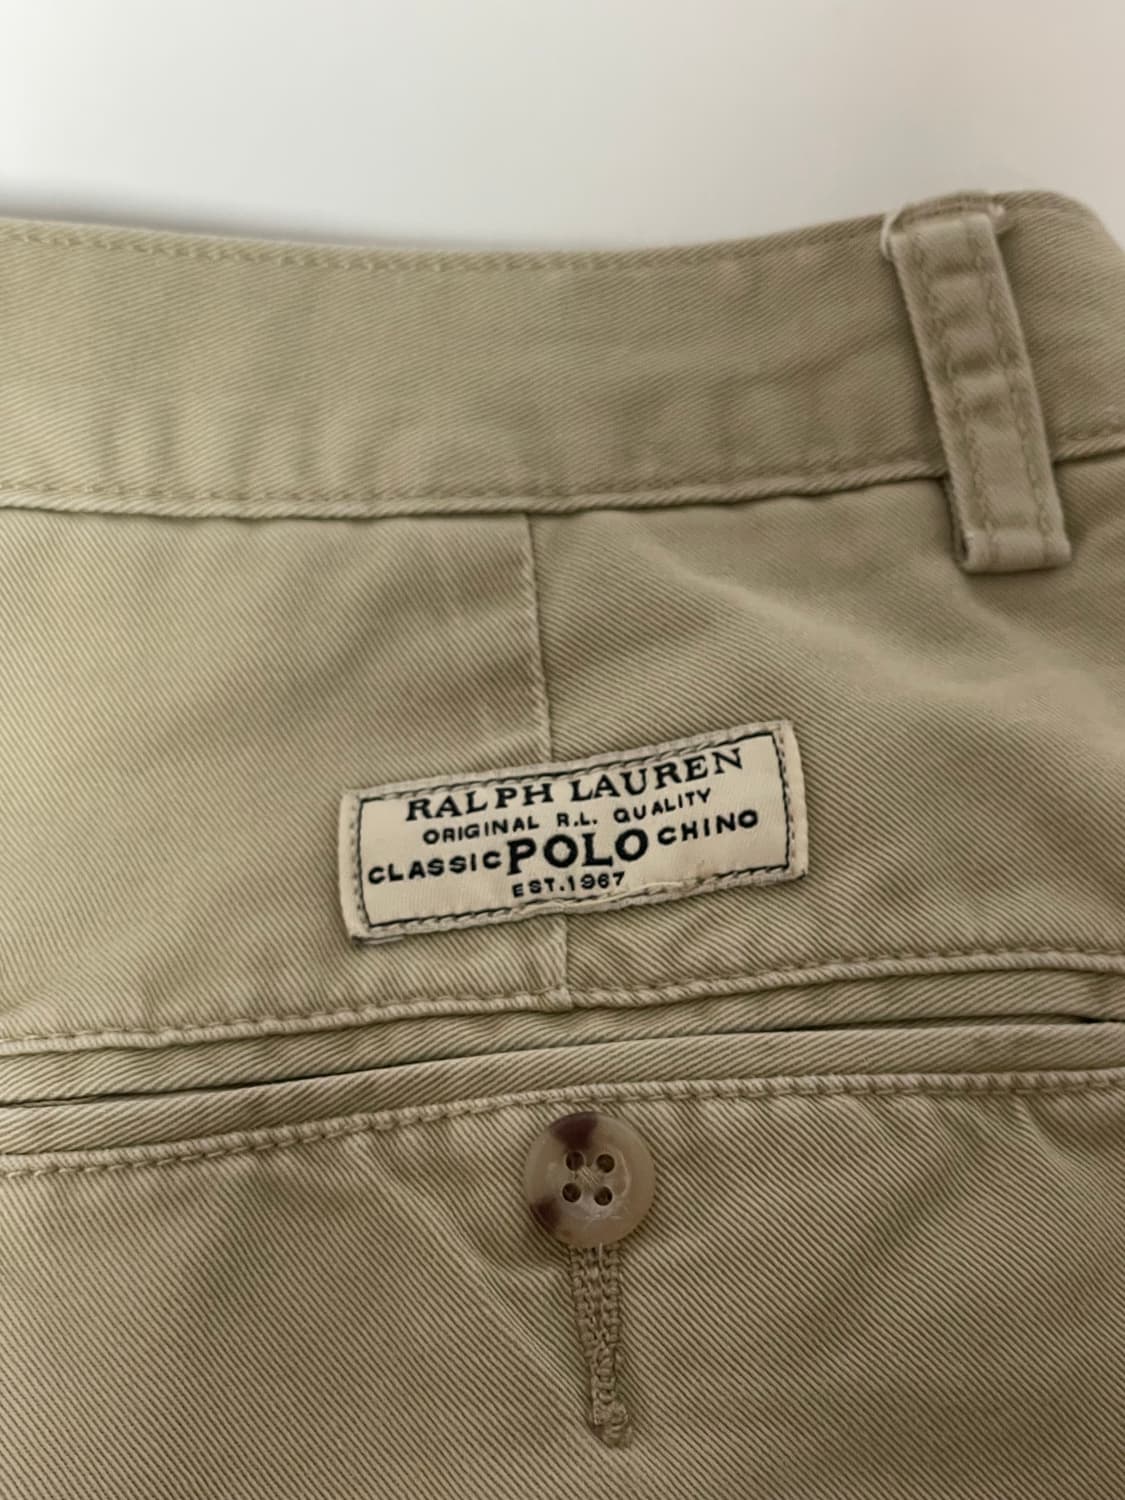 RALPH LAUREN
ORIGINAL R.L. QUALITY
CLASSIC POLO CHINO
EST.1967